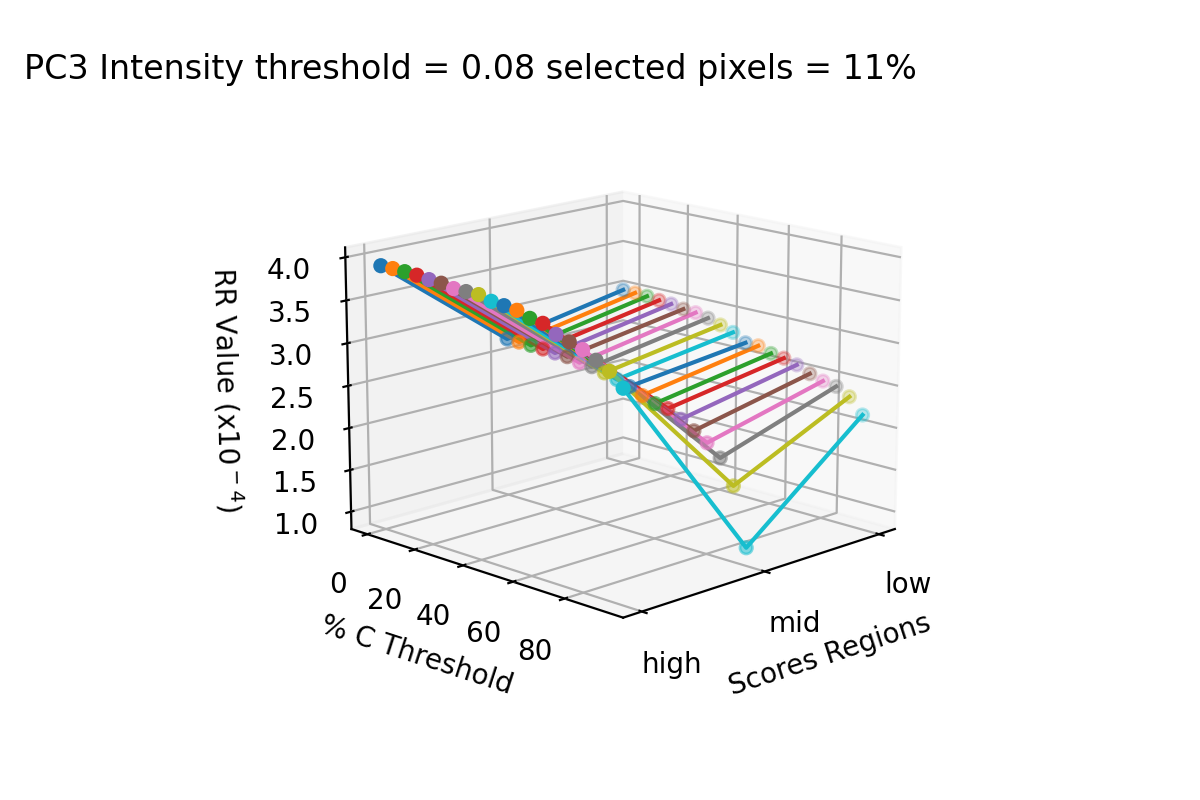 PC3 Intensity threshold = 0.08 selected pixels = 11%
RR Value (x10⁻⁴)
4.0
3.5
3.0
2.5
2.0
1.5
1.0
0
20
40
60
80
% C Threshold
high
mid
low
Scores Regions